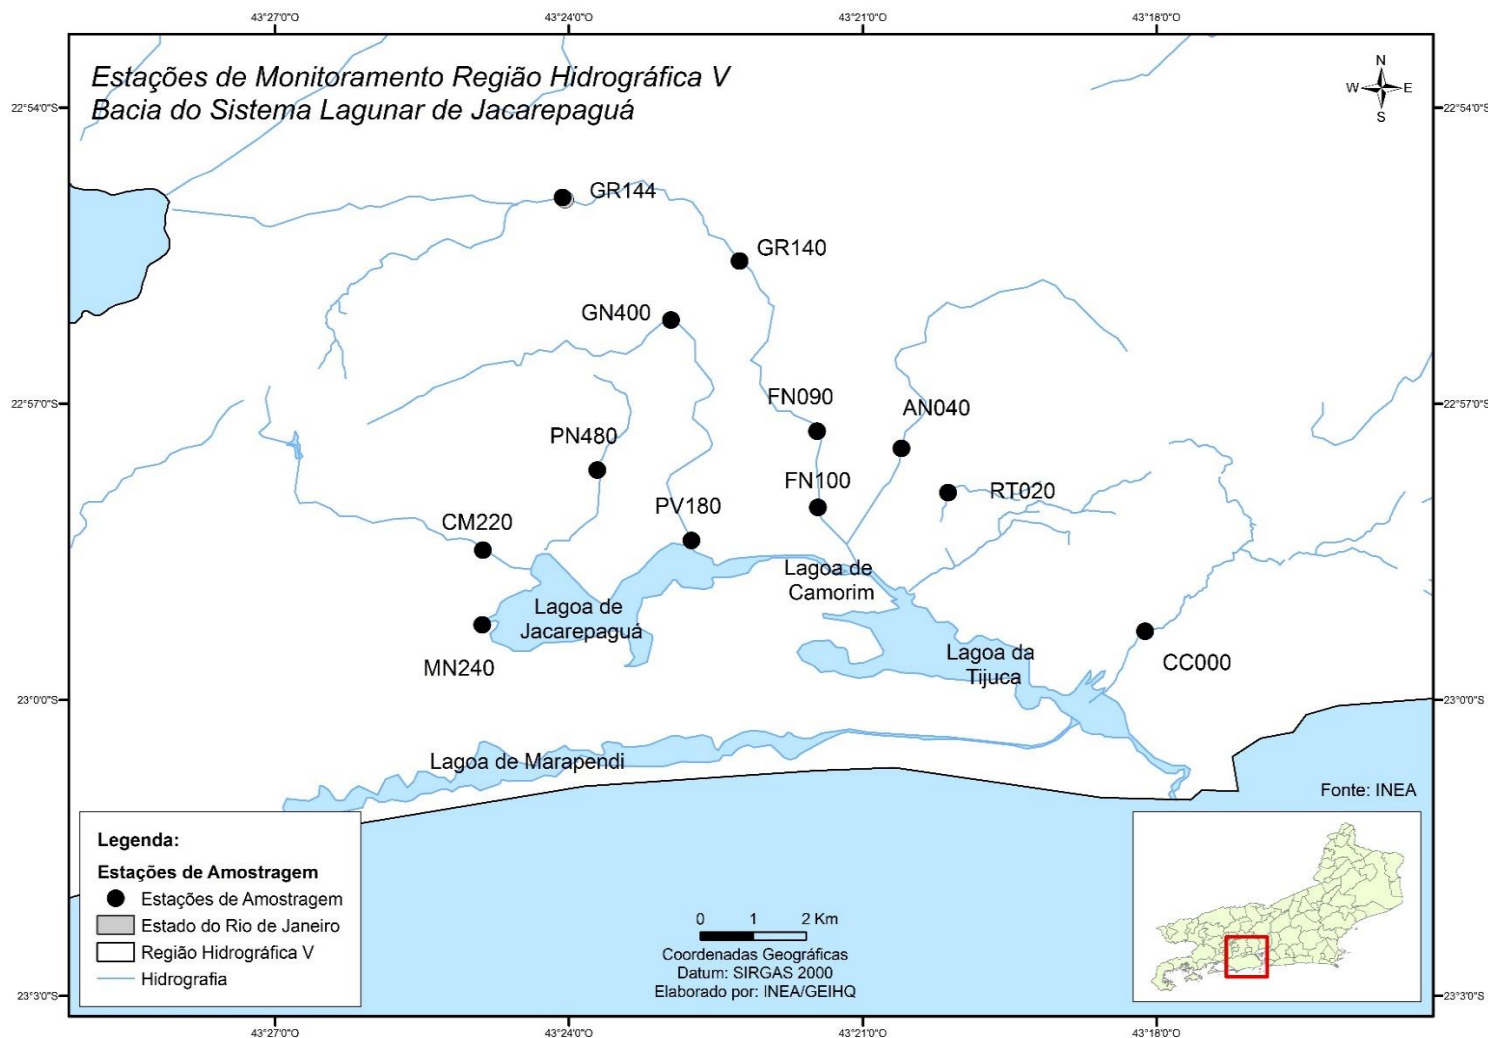 43°27'0"O
43°24'0"O
43°21'0"O
43°18'0"O
Estações de Monitoramento Região Hidrográfica V
Bacia do Sistema Lagunar de Jacarepaguá
N
W
E
S
22°54'0"S
22°54'0"S
GR144
GR140
GN400
22°57'0"S
22°57'0"S
FN090
AN040
PN480
FN100
RT020
PV180
CM220
Lagoa de
Camorim
Lagoa de
Jacarepaguá
MN240
Lagoa da
Tijuca
CC000
23°0'0"S
23°0'0"S
Lagoa de Marapendi
Fonte: INEA
Legenda:
Estações de Amostragem
Estações de Amostragem
Estado do Rio de Janeiro
Região Hidrográfica V
Hidrografia
0 1 2 Km
Coordenadas Geográficas
Datum: SIRGAS 2000
Elaborado por: INEA/GEIHQ
23°3'0"S
23°3'0"S
43°27'0"O
43°24'0"O
43°21'0"O
43°18'0"O